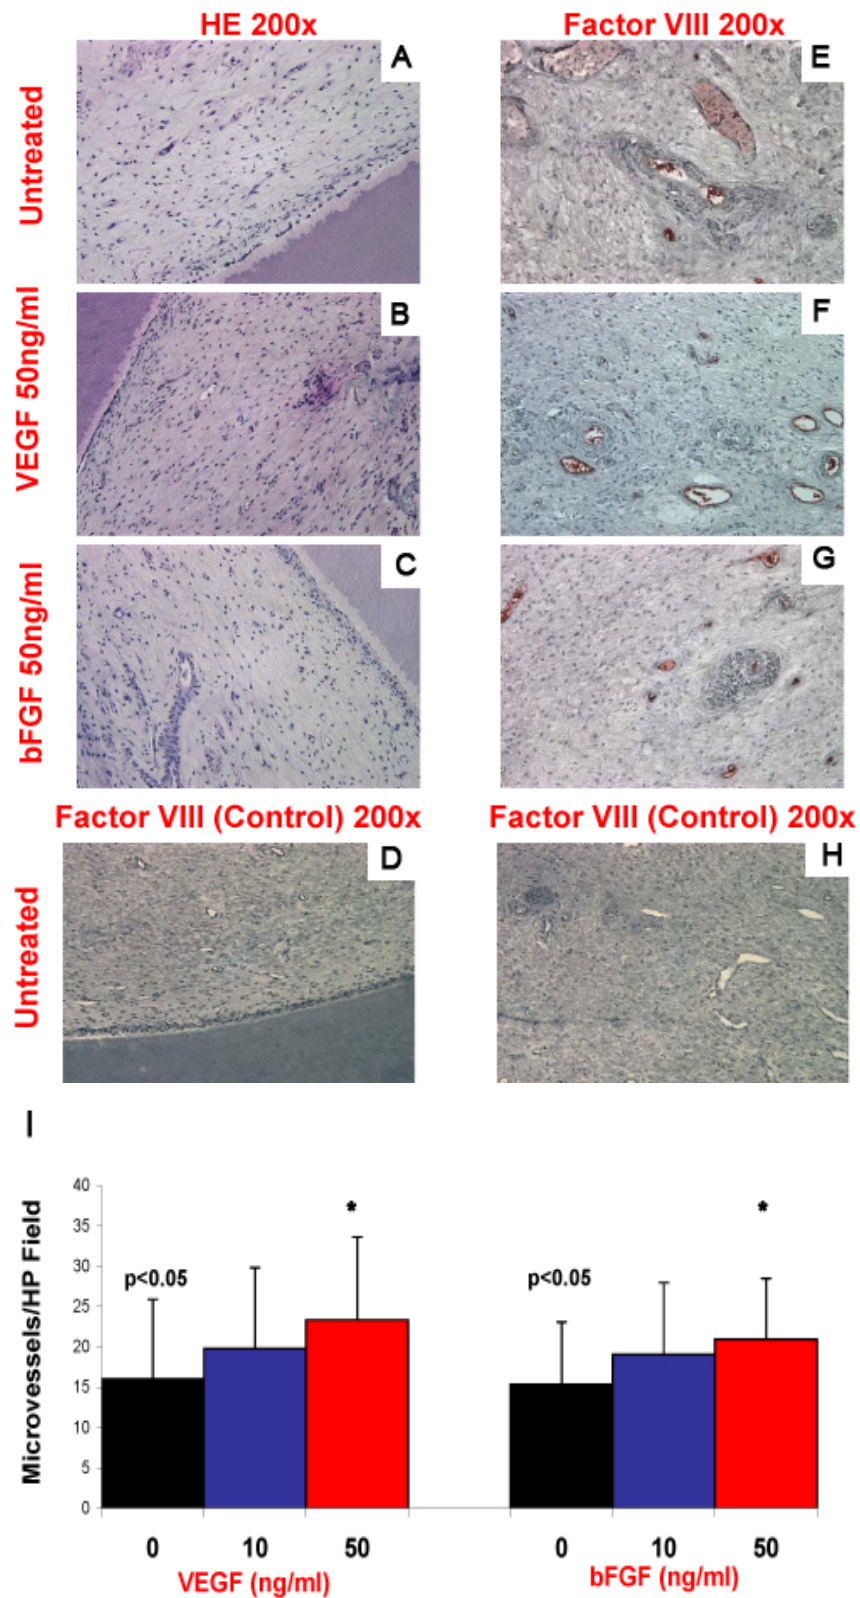 HE 200x
Factor VIII 200x
Untreated
A
E
VEGF 50ng/ml
B
F
bFGF 50ng/ml
C
G
Factor VIII (Control) 200x
Factor VIII (Control) 200x
Untreated
D
H
I
Microvessels/HP Field
40
35
30
25
20
15
10
5
0
p<0.05
*
p<0.05
*
0 10 50 0 10 50
VEGF (ng/ml)
bFGF (ng/ml)